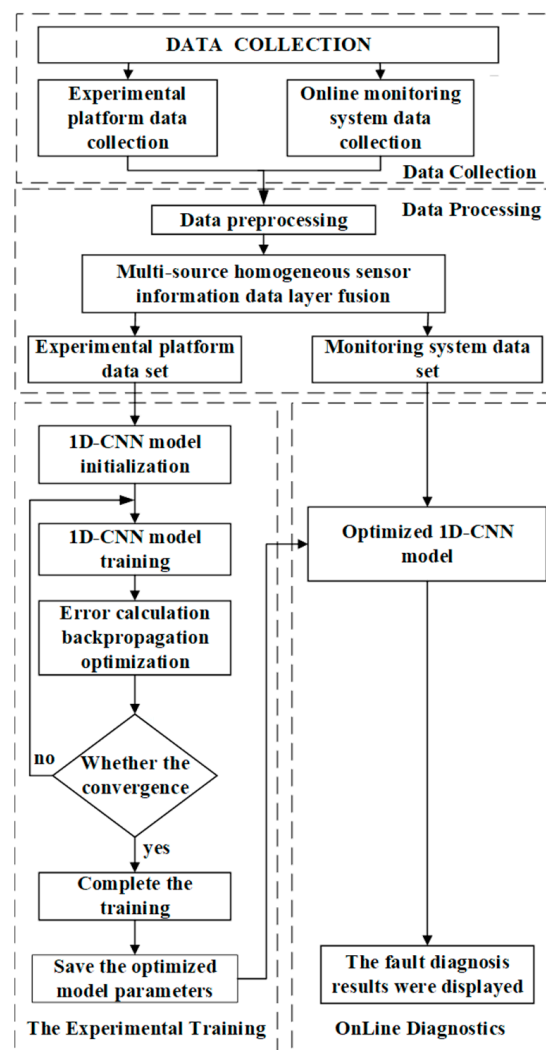 DATA COLLECTION
Experimental
platform data
collection
Online monitoring
system data
collection
Data Collection
Data preprocessing
Data Processing
Multi-source homogeneous sensor
information data layer fusion
Experimental platform
data set
Monitoring system data
set
1D-CNN model
initialization
1D-CNN model
training
Error calculation
backpropagation
optimization
no
Whether the
convergence
yes
Complete the
training
Save the optimized
model parameters
The Experimental Training
Optimized 1D-CNN
model
The fault diagnosis
results were displayed
OnLine Diagnostics